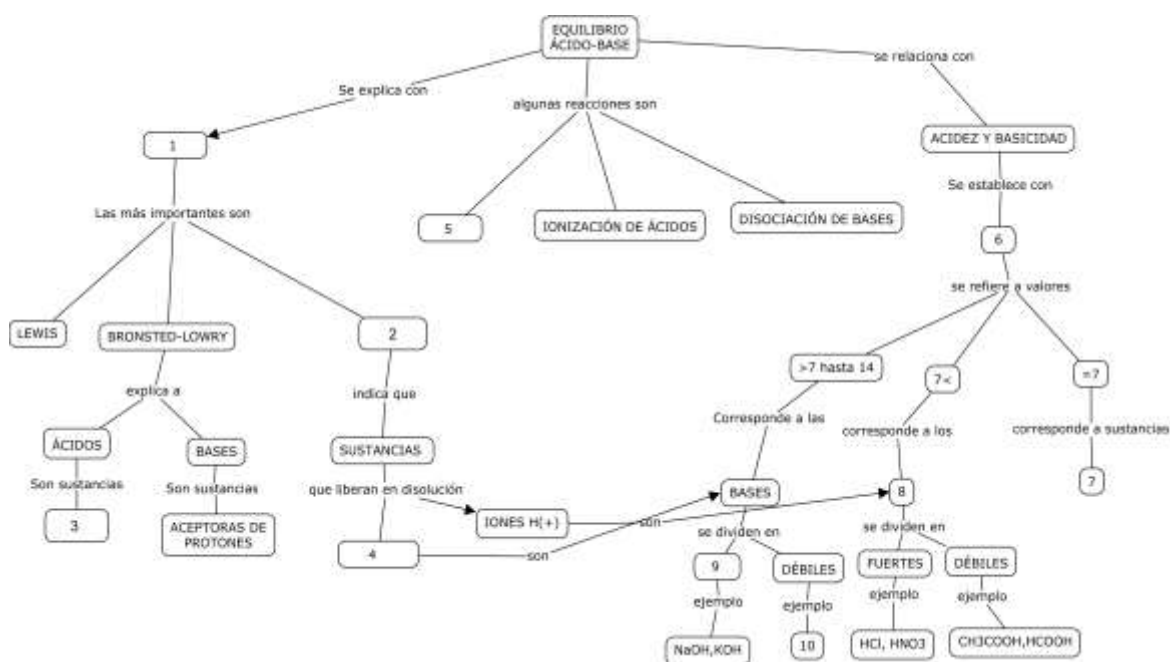 EQUILIBRIO
ÁCIDO-BASE
se relaciona con
Se explica con
algunas reacciones son
1
ACIDEZ Y BASICIDAD
Se establece con
Las más importantes son
5
IONIZACIÓN DE ÁCIDOS
DISOCIACIÓN DE BASES
6
se refiere a valores
LEWIS
BRONSTED-LOWRY
2
>7 hasta 14
7<
=7
explica a
indica que
Corresponde a las
corresponde a los
corresponde a sustancias
ÁCIDOS
BASES
SUSTANCIAS
Son sustancias
Son sustancias
que liberan en disolución
BASES
8
7
3
ACEPTORAS DE
PROTONES
IONES H(+)
son
se dividen en
se dividen en
4
son
9
DÉBILES
FUERTES
DÉBILES
ejemplo
ejemplo
ejemplo
ejemplo
NaOH,KOH
10
HCl, HNO3
CH3COOH,HCOOH